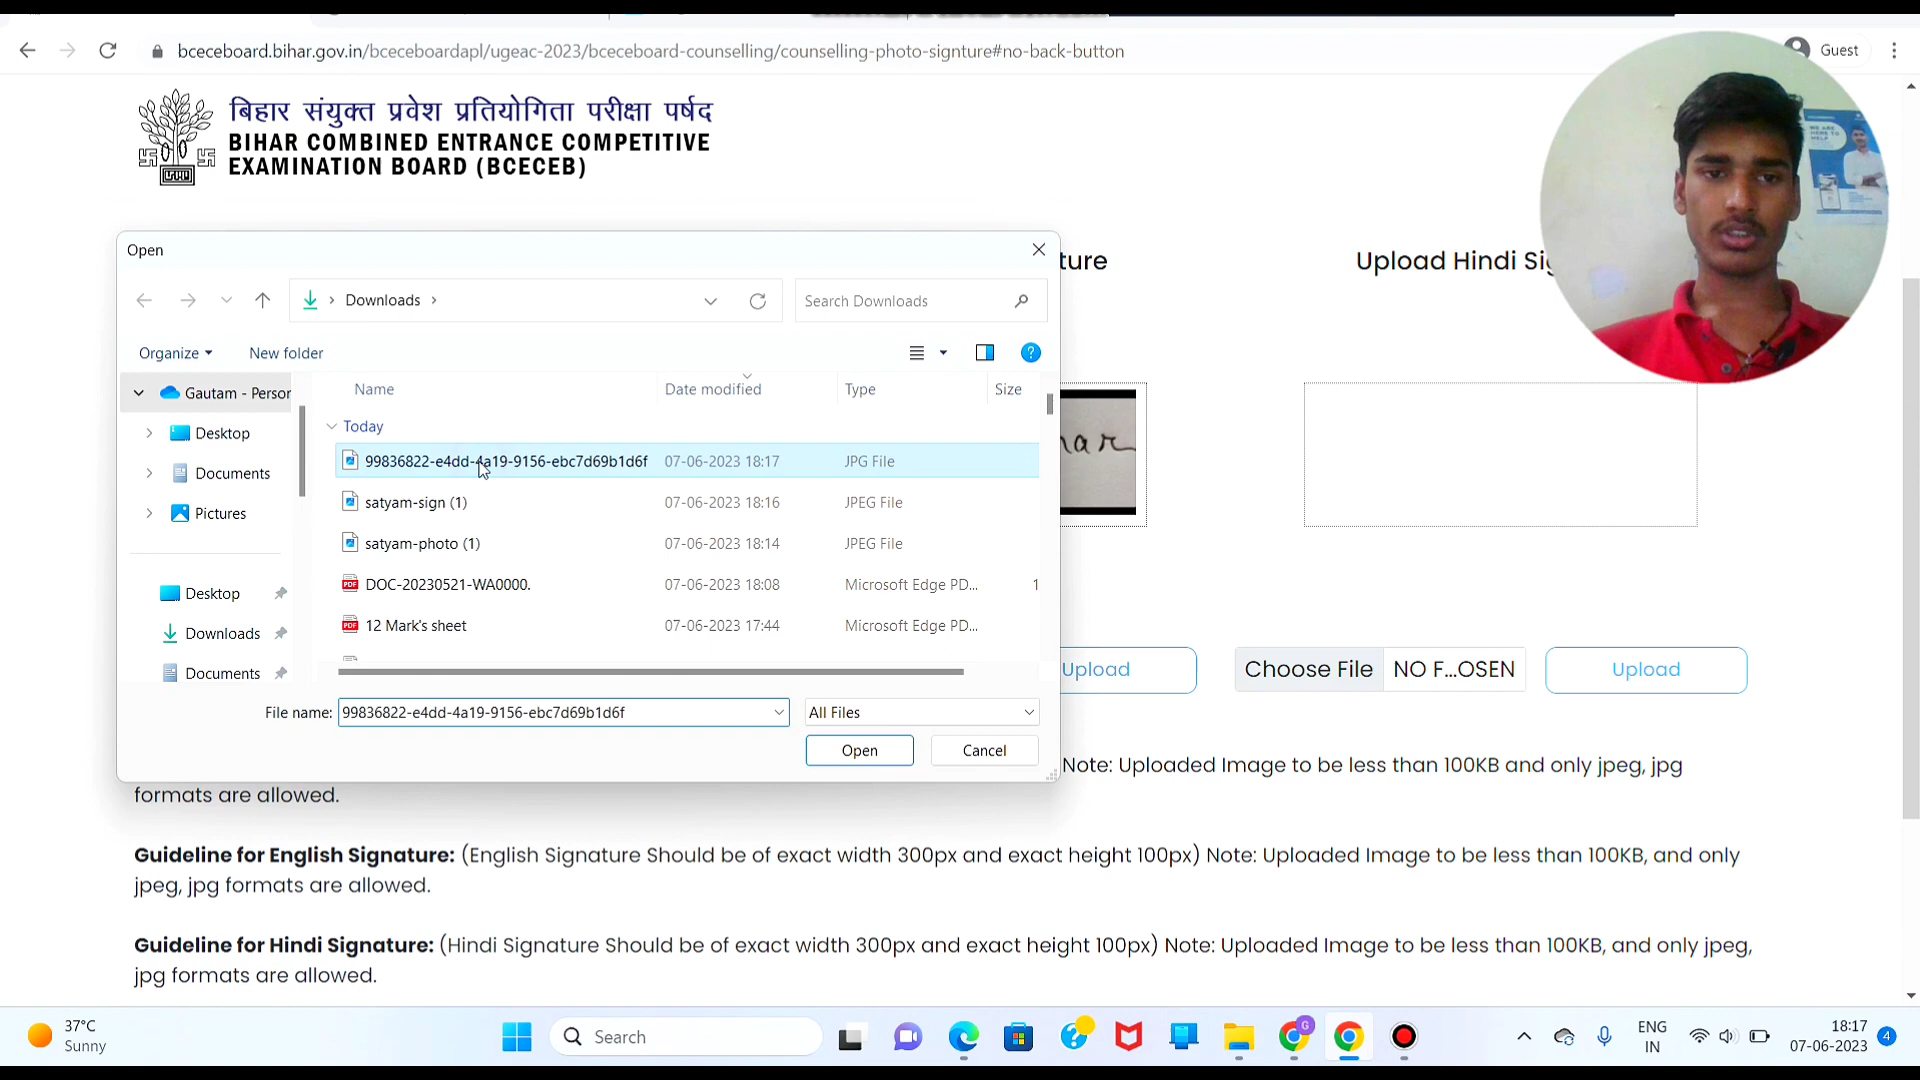 bceceboard.bihar.gov.in/bceceboardapl/ugeac-2023/bceceboard-counselling/counselling-photo-signture#no-back-button
Guest
बिहार संयुक्त प्रवेश प्रतियोगिता परीक्षा पर्षद
BIHAR COMBINED ENTRANCE COMPETITIVE
EXAMINATION BOARD (BCECEB)
WE ARE
HERE TO
HELP
Open
ture
Upload Hindi Sig
Downloads
Search Downloads
Organize
New folder
?
Name
Date modified
Type
Size
Gautam - Person
Desktop
Documents
Pictures
Desktop
Downloads
Documents
Today
99836822-e4dd-4a19-9156-ebc7d69b1d6f 07-06-2023 18:17 JPG File
satyam-sign (1) 07-06-2023 18:16 JPEG File
satyam-photo (1) 07-06-2023 18:14 JPEG File
DOC-20230521-WA0000. 07-06-2023 18:08 Microsoft Edge PD... 1
12 Mark's sheet 07-06-2023 17:44 Microsoft Edge PD...
har
File name: 99836822-e4dd-4a19-9156-ebc7d69b1d6f
All Files
Open
Cancel
Upload
Choose File NO F...OSEN
Upload
Note: Uploaded Image to be less than 100KB and only jpeg, jpg
formats are allowed.
Guideline for English Signature: (English Signature Should be of exact width 300px and exact height 100px) Note: Uploaded Image to be less than 100KB, and only
jpeg, jpg formats are allowed.
Guideline for Hindi Signature: (Hindi Signature Should be of exact width 300px and exact height 100px) Note: Uploaded Image to be less than 100KB, and only jpeg,
jpg formats are allowed.
37°C
Sunny
Search
G
ENG
IN
18:17
07-06-2023
4